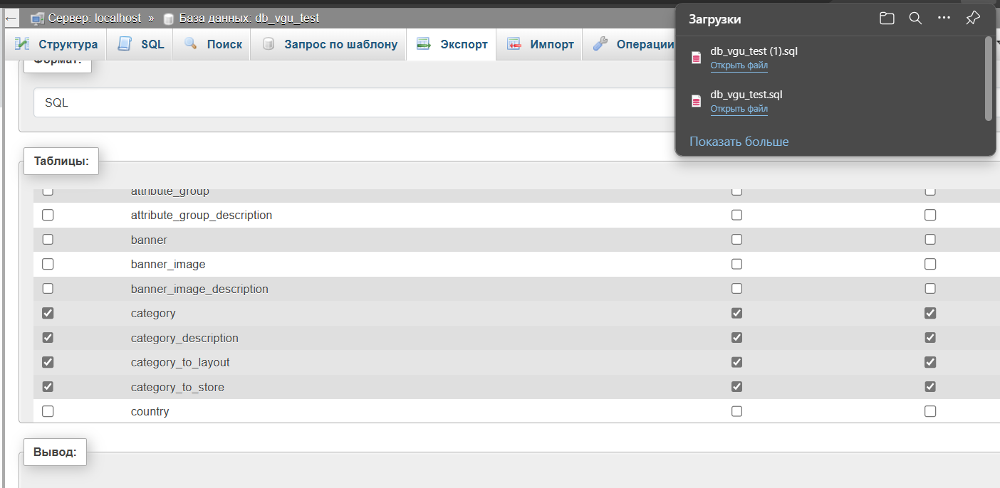 Сервер: localhost » База данных: db_vgu_test
Структура SQL Поиск Запрос по шаблону Экспорт Импорт Операции
Загрузки
db_vgu_test (1).sql
Открыть файл
db_vgu_test.sql
Открыть файл
Показать больше
Формат:
SQL
Таблицы:
attribute_group
attribute_group_description
banner
banner_image
banner_image_description
category
category_description
category_to_layout
category_to_store
country
Вывод: